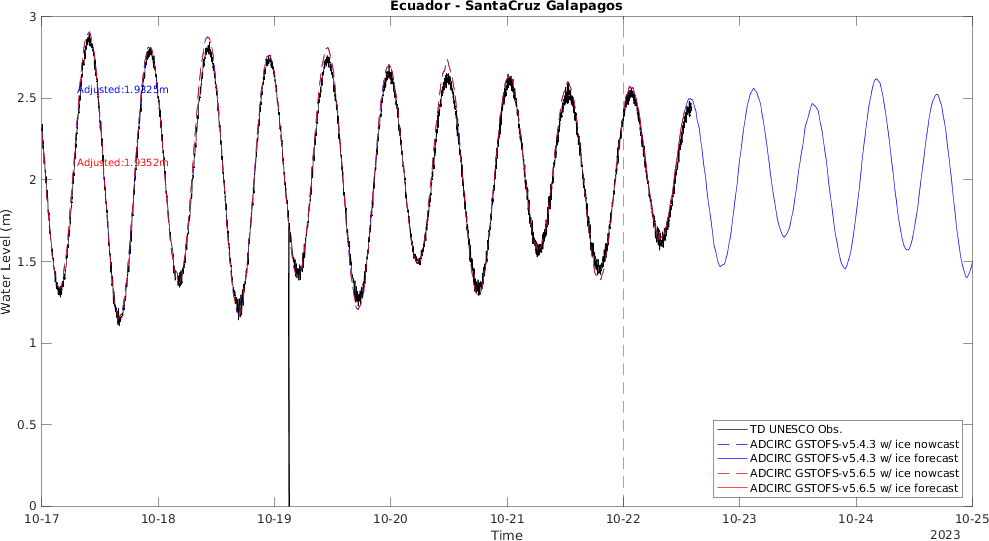 Ecuador - SantaCruz Galapagos
3
2.5
2
1.5
1
0.5
0
Water Level (m)
Adjusted:1.9325m
Adjusted:1.9352m
TD UNESCO Obs.
ADCIRC GSTOFS-v5.4.3 w/ ice nowcast
ADCIRC GSTOFS-v5.4.3 w/ ice forecast
ADCIRC GSTOFS-v5.6.5 w/ ice nowcast
ADCIRC GSTOFS-v5.6.5 w/ ice forecast
10-17 10-18 10-19 10-20 10-21 10-22 10-23 10-24 10-25
Time
2023